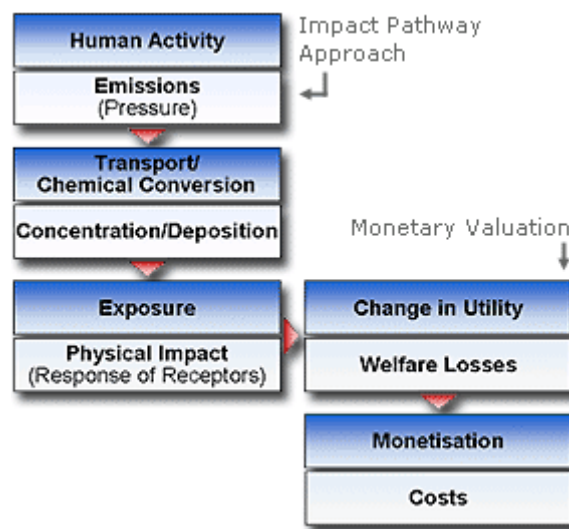 Human Activity
Impact Pathway
Approach
Emissions
(Pressure)
Transport/
Chemical Conversion
Concentration/Deposition
Monetary Valuation
Exposure
Change in Utility
Physical Impact
(Response of Receptors)
Welfare Losses
Monetisation
Costs